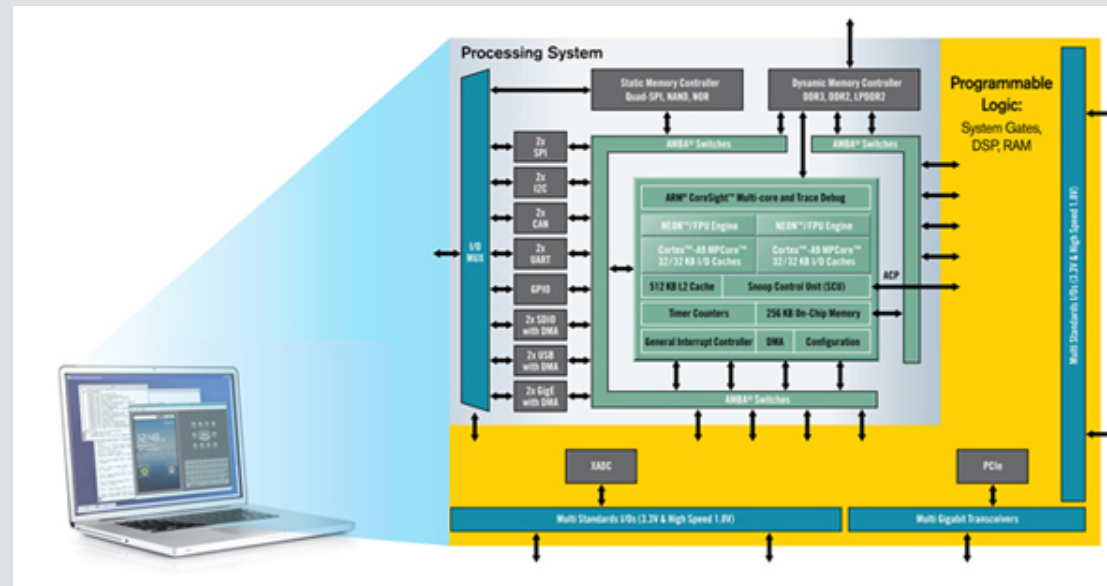 Processing System
Static Memory Controller
Quad-SPI, NAND, NOR
Dynamic Memory Controller
DDR3, DDR2, LPDDR2
Programmable
Logic:
System Gates,
DSP, RAM
AMBA® Switches
AMBA® Switches
2x
SPI
2x
I2C
2x
CAN
2x
UART
GPIO
2x SDIO
with DMA
2x USB
with DMA
2x GigE
with DMA
I/O
MUX
ARM® CoreSight™ Multi-core and Trace Debug
NEON™/FPU Engine
NEON™/FPU Engine
Cortex™-A9 MPCore™
32/32 KB I/D Caches
Cortex™-A9 MPCore™
32/32 KB I/D Caches
512 KB L2 Cache
Snoop Control Unit (SCU)
Timer Counters
256 KB On-Chip Memory
General Interrupt Controller
DMA
Configuration
ACP
AMBA® Switches
Multi Standards I/Os (3.3V & High Speed 1.8V)
XADC
PCIe
Multi Standards I/Os (3.3V & High Speed 1.8V)
Multi Gigabit Transceivers